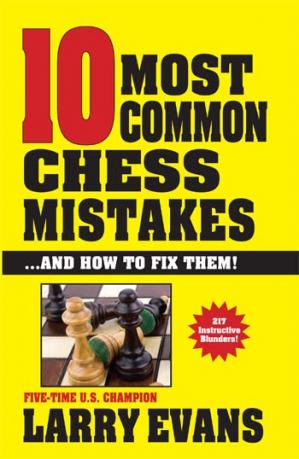 10 MOST
COMMON
CHESS
MISTAKES
...AND HOW TO FIX THEM!
217
Instructive
Blunders!
FIVE-TIME U.S. CHAMPION
LARRY EVANS